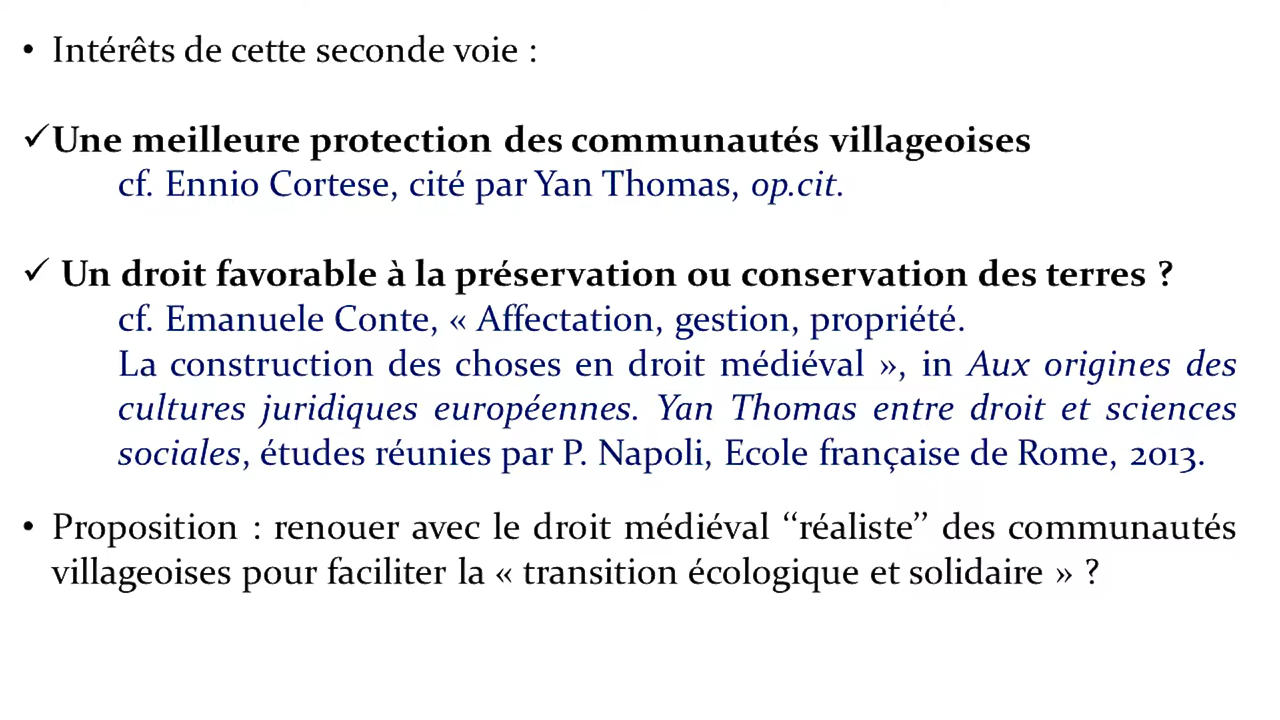 • Intérêts de cette seconde voie :
✓Une meilleure protection des communautés villageoises
cf. Ennio Cortese, cité par Yan Thomas, op.cit.
✓ Un droit favorable à la préservation ou conservation des terres ?
cf. Emanuele Conte, « Affectation, gestion, propriété.
La construction des choses en droit médiéval », in Aux origines des
cultures juridiques européennes. Yan Thomas entre droit et sciences
sociales, études réunies par P. Napoli, Ecole française de Rome, 2013.
• Proposition : renouer avec le droit médiéval ‘‘réaliste’’ des communautés
villageoises pour faciliter la « transition écologique et solidaire » ?